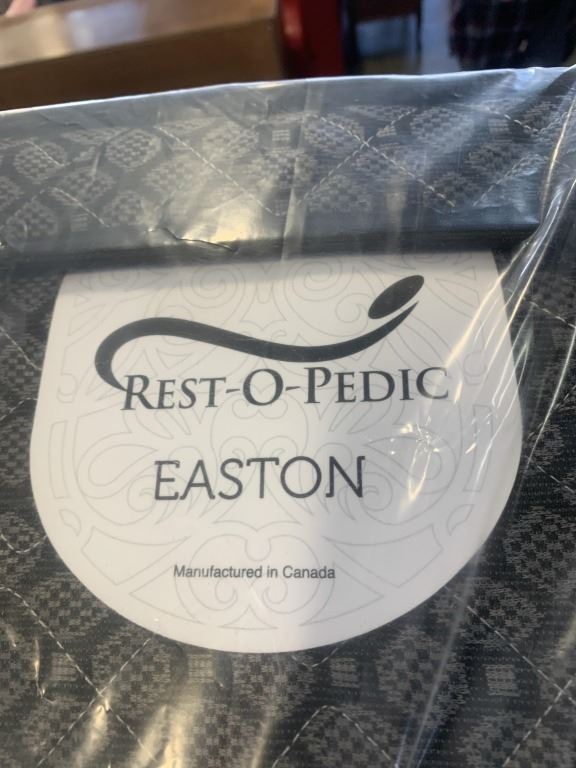 REST-O-PEDIC
EASTON
Manufactured in Canada